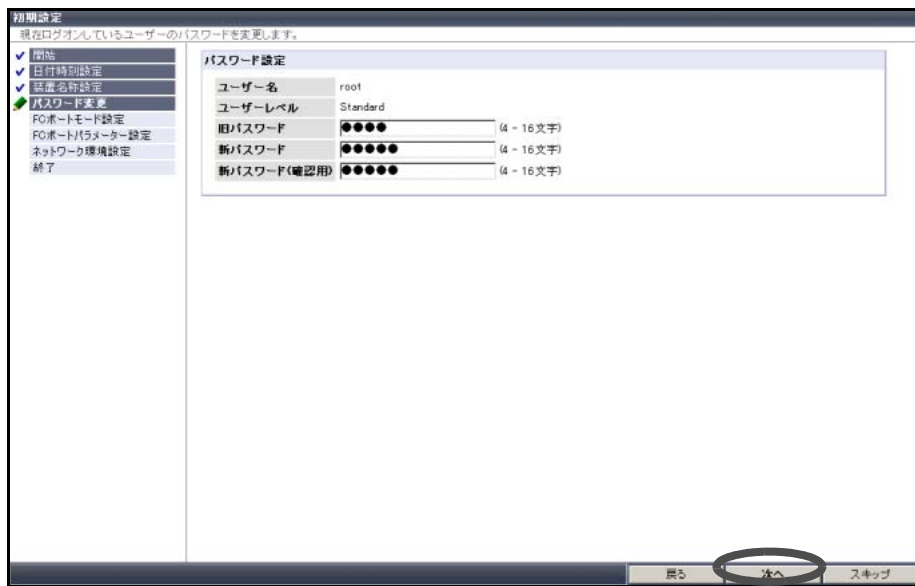 初期設定
現在ログオンしているユーザーのパスワードを変更します。
開始
日付時刻設定
装置名称設定
パスワード変更
FCポートモード設定
FCポートパラメーター設定
ネットワーク環境設定
終了
パスワード設定
ユーザー名 root
ユーザーレベル Standard
旧パスワード ●●●● (4 - 16文字)
新パスワード ●●●●● (4 - 16文字)
新パスワード(確認用) ●●●●● (4 - 16文字)
戻る 次へ スキップ